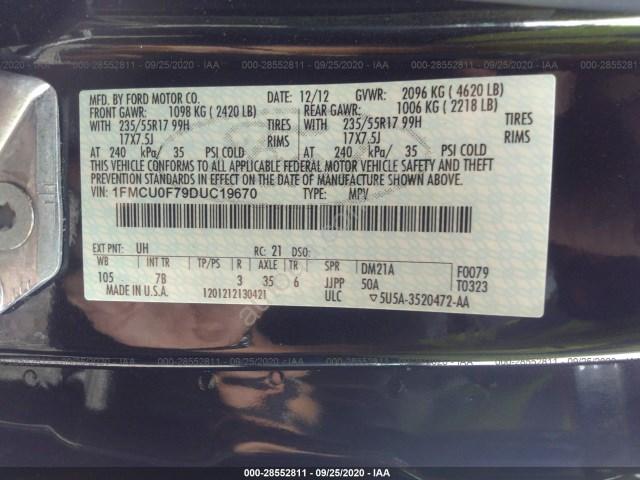 000-28552811 - 09/25/2020 - IAA
MFD. BY FORD MOTOR CO. DATE: 12/12 GVWR: 2096 KG ( 4620 LB)
FRONT GAWR: 1098 KG ( 2420 LB) REAR GAWR: 1006 KG ( 2218 LB)
WITH 235/55R17 99H TIRES WITH 235/55R17 99H TIRES
17X7.5J RIMS 17X7.5J RIMS
AT 240 kPa/ 35 PSI COLD AT 240 kPa/ 35 PSI COLD
THIS VEHICLE CONFORMS TO ALL APPLICABLE FEDERAL MOTOR VEHICLE SAFETY AND THEFT
PREVENTION STANDARDS IN EFFECT ON THE DATE OF MANUFACTURE SHOWN ABOVE.
VIN: 1FMCU0F79DUC19670 TYPE: MPV
EXT PNT: UH RC: 21 DSO:
WB INT TR TP/PS R AXLE TR SPR DM21A F0079
105 7B 3 35 6 JJPP 50A T0323
MADE IN U.S.A. 1201212130421 ULC 5U5A-3520472-AA
000-28552811 - 09/25/2020 - IAA
000-28552811 - 09/25/2020 - IAA